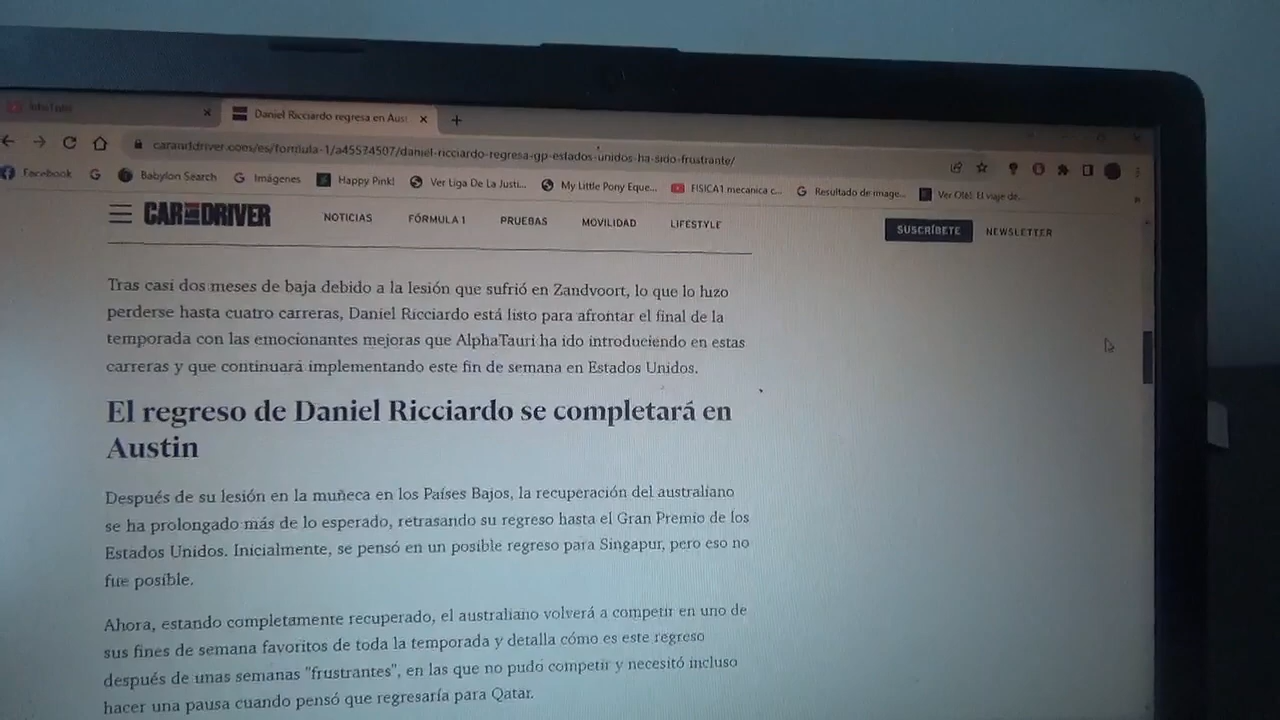 Daniel Ricciardo regresa en Aust
caranddriver.com/es/formula-1/a45534507/daniel-ricciardo-regresa-gp-estados-unidos-ha-sido-frustrante/
Facebook
Babylon Search
Imágenes
Happy Pink!
Ver Liga De La Justi...
My Little Pony Eque...
FISICA1 mecanica c...
Resultado de image...
Ver Olé!: El viaje de...
CAR AND DRIVER
NOTICIAS
FÓRMULA 1
PRUEBAS
MOVILIDAD
LIFESTYLE
SUSCRÍBETE
NEWSLETTER
Tras casi dos meses de baja debido a la lesión que sufrió en Zandvoort, lo que lo hizo
perderse hasta cuatro carreras, Daniel Ricciardo está listo para afrontar el final de la
temporada con las emocionantes mejoras que AlphaTauri ha ido introduciendo en estas
carreras y que continuará implementando este fin de semana en Estados Unidos.
El regreso de Daniel Ricciardo se completará en
Austin
Después de su lesión en la muñeca en los Países Bajos, la recuperación del australiano
se ha prolongado más de lo esperado, retrasando su regreso hasta el Gran Premio de los
Estados Unidos. Inicialmente, se pensó en un posible regreso para Singapur, pero eso no
fue posible.
Ahora, estando completamente recuperado, el australiano volverá a competir en uno de
sus fines de semana favoritos de toda la temporada y detalla cómo es este regreso
después de unas semanas "frustrantes", en las que no pudo competir y necesitó incluso
hacer una pausa cuando pensó que regresaría para Qatar.